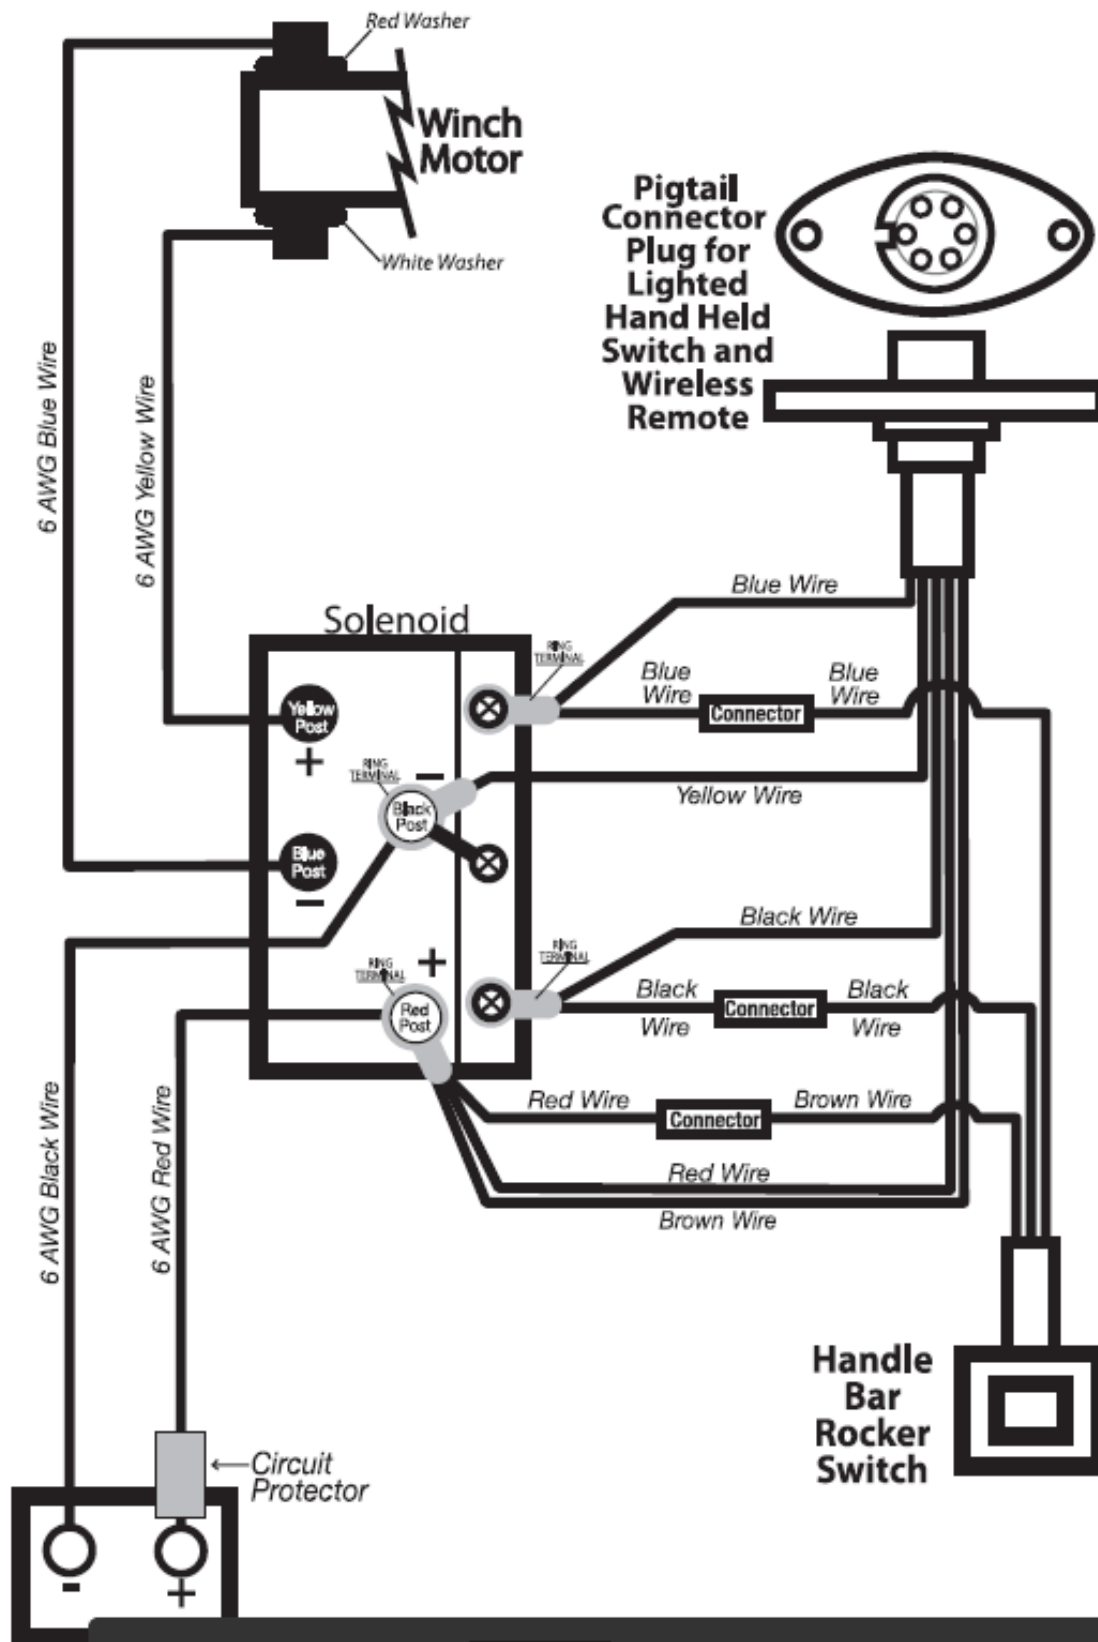 Red Washer
Winch
Motor
White Washer
Pigtail
Connector
Plug for
Lighted
Hand Held
Switch and
Wireless
Remote
6 AWG Blue Wire
6 AWG Yellow Wire
Blue Wire
Solenoid
RING
TERMINAL
Blue
Wire
Connector
Blue
Wire
Yellow
Post
+
RING
TERMINAL
-
Black
Post
Yellow Wire
Blue
Post
-
Black Wire
RING
TERMINAL
+
RING
TERMINAL
Red
Post
Black
Wire
Connector
Black
Wire
Red Wire
Connector
Brown Wire
Red Wire
Brown Wire
6 AWG Black Wire
6 AWG Red Wire
Handle
Bar
Rocker
Switch
Circuit
Protector
-
+